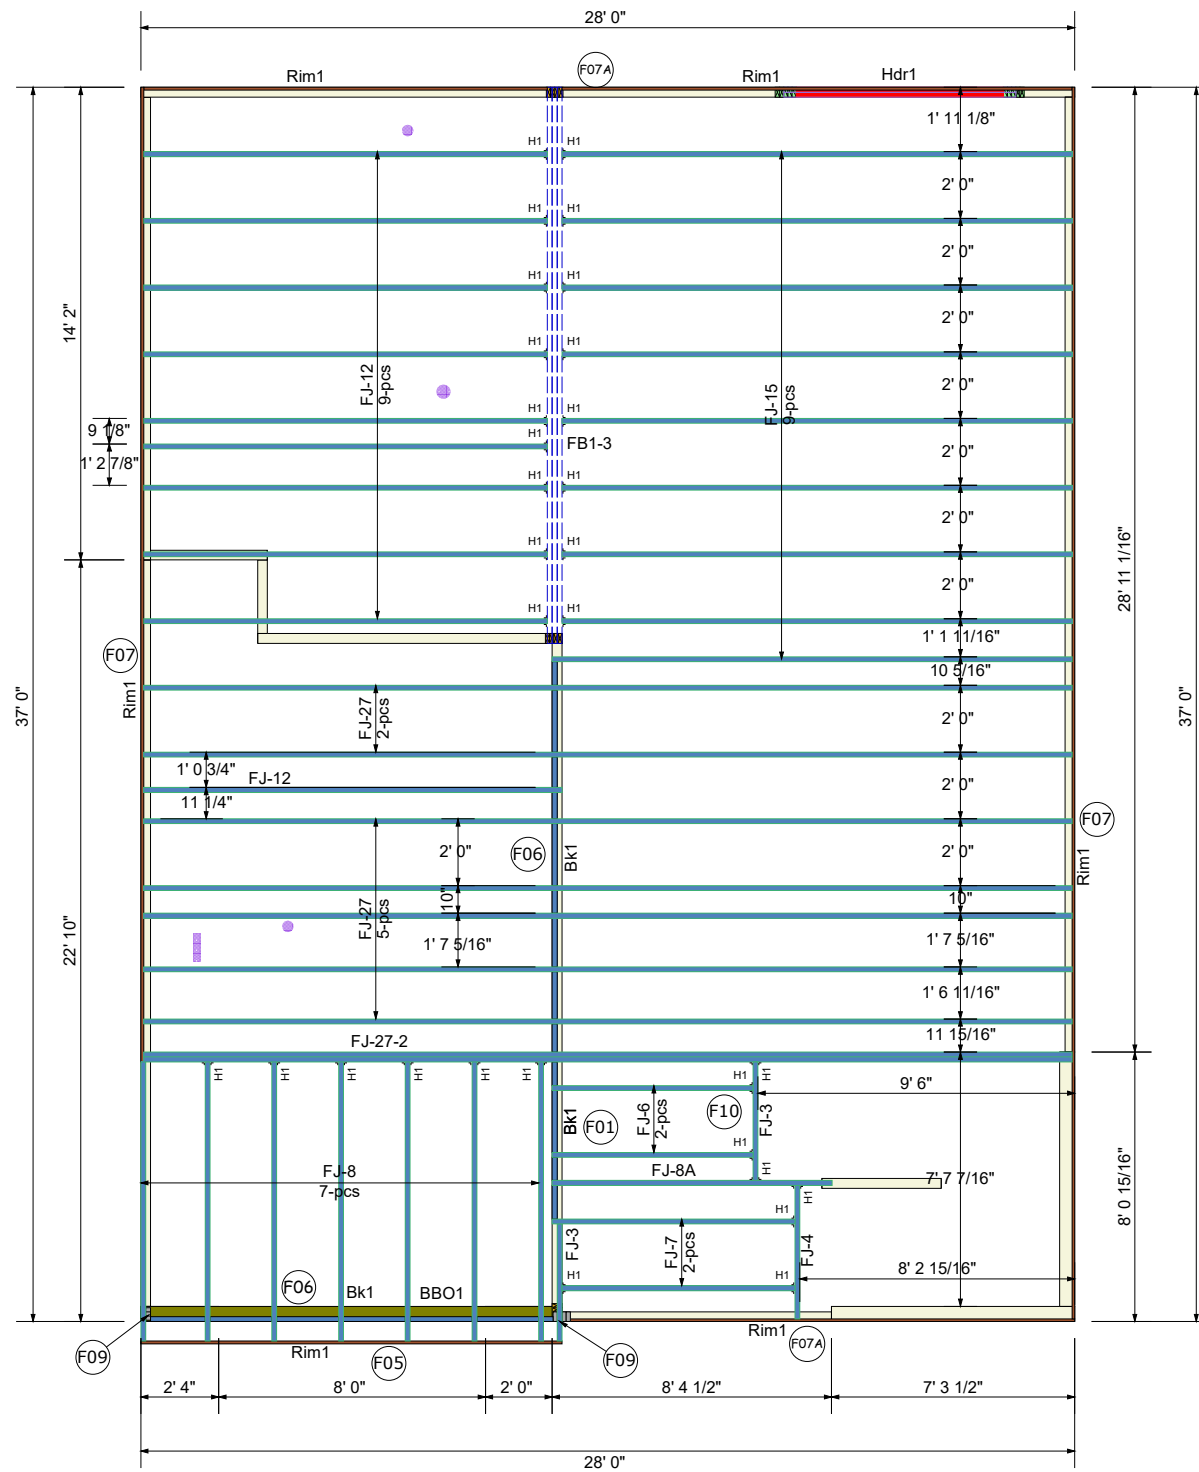 28' 0"
Rim1
F07A
Rim1
Hdr1
1' 11 1/8"
H1
H1
2' 0"
H1
H1
2' 0"
H1
H1
2' 0"
14' 2"
H1
H1
FJ-12
9-pcs
FJ-15
9-pcs
2' 0"
H1
H1
9 1/8"
H1
FB1-3
2' 0"
1' 2 7/8"
H1
H1
2' 0"
H1
H1
28' 11 1/16"
2' 0"
H1
H1
1' 1 11/16"
F07
10 5/16"
37' 0"
Rim1
FJ-27
2-pcs
2' 0"
37' 0"
1' 0 3/4"
FJ-12
2' 0"
11 1/4"
F07
2' 0"
F06
Bk1
2' 0"
Rim1
10"
10"
FJ-27
5-pcs
22' 10"
1' 7 5/16"
1' 7 5/16"
1' 6 11/16"
FJ-27-2
11 15/16"
H1
H1
H1
H1
H1
H1
H1
H1
9' 6"
FJ-6
2-pcs
F10
FJ-3
Bk1
F01
H1
FJ-8
7-pcs
FJ-8A
H1
7' 7 7/16"
8' 0 15/16"
H1
H1
FJ-3
FJ-7
2-pcs
FJ-4
8' 2 15/16"
H1
H1
F06
Bk1
BBO1
Rim1
F09
Rim1
F05
F09
F07A
2' 4"
8' 0"
2' 0"
8' 4 1/2"
7' 3 1/2"
28' 0"